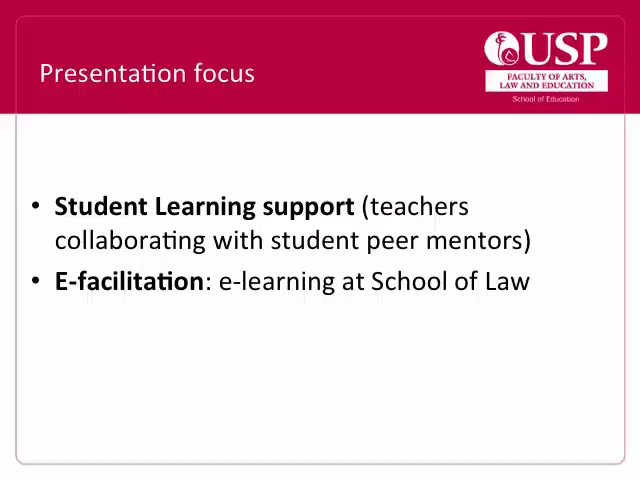 Presentation focus
USP
FACULTY OF ARTS,
LAW AND EDUCATION
School of Education
• Student Learning support (teachers
collaborating with student peer mentors)
• E-facilitation: e-learning at School of Law